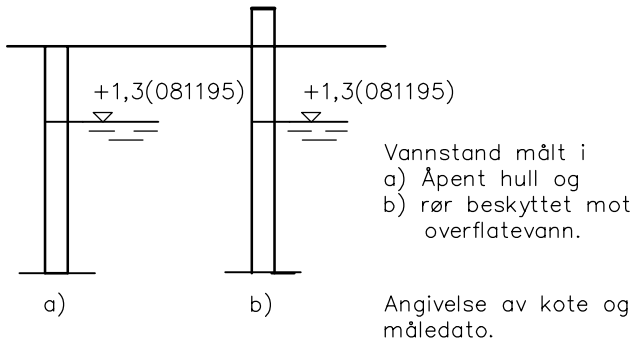 +1,3(081195) +1,3(081195)
Vannstand målt i
a) Åpent hull og
b) rør beskyttet mot
overflatevann.
a) b) Angivelse av kote og
måledato.